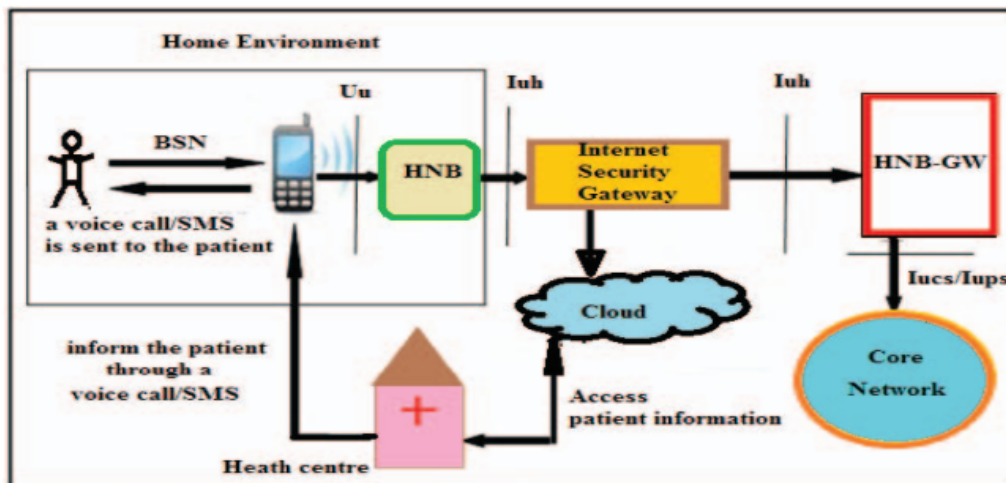 Home Environment
Uu
Iuh
Iuh
BSN
HNB
Internet
Security
Gateway
HNB-GW
a voice call/SMS
is sent to the patient
Iucs/Iups
Cloud
inform the patient
through a
voice call/SMS
Core
Network
Access
patient information
Heath centre